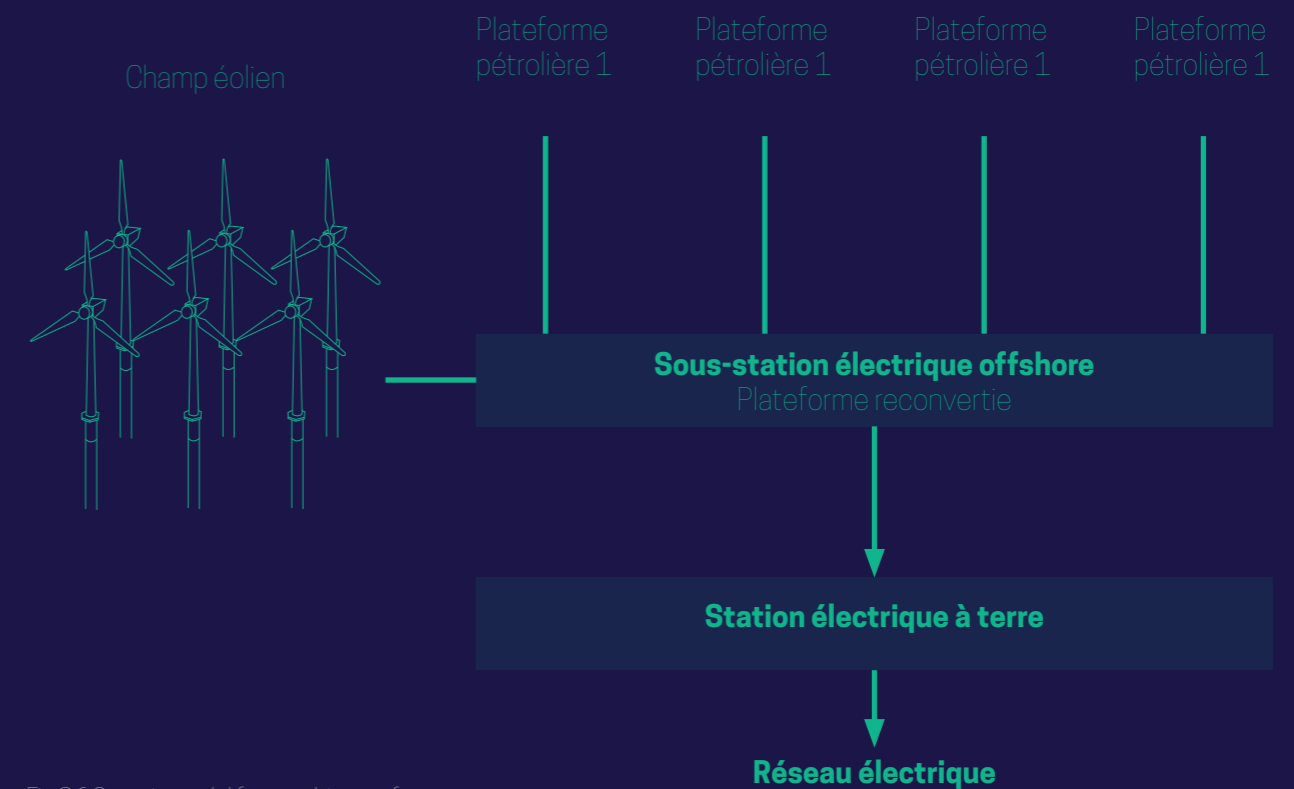 Champ éolien
Plateforme
pétrolière 1
Plateforme
pétrolière 1
Plateforme
pétrolière 1
Plateforme
pétrolière 1
Sous-station électrique offshore
Plateforme reconvertie
Station électrique à terre
Réseau électrique